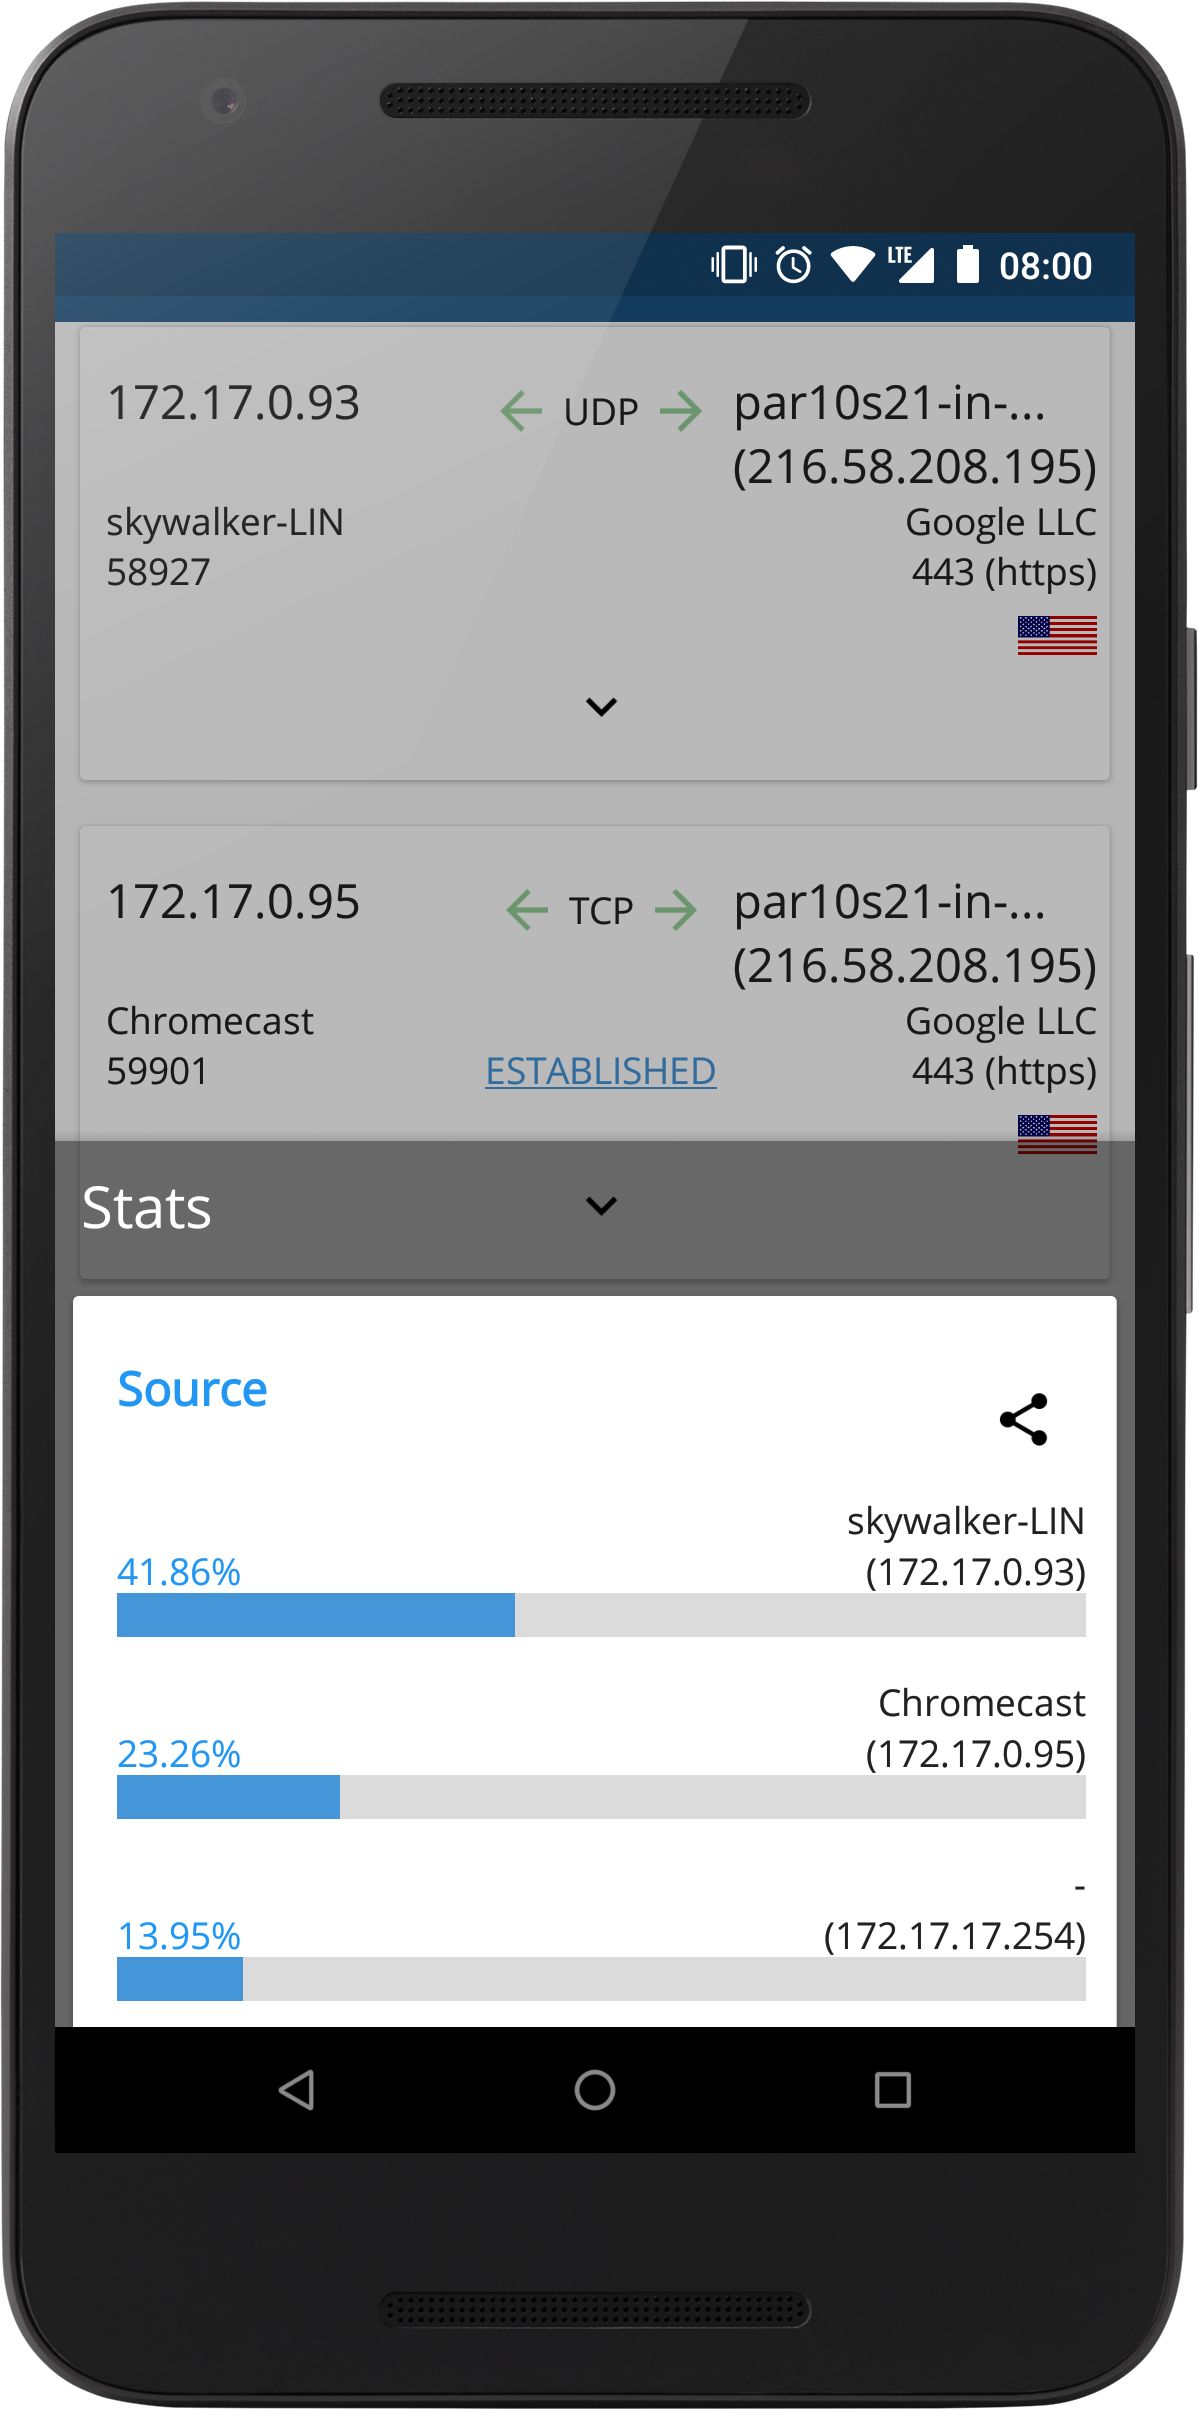 LTE 08:00
172.17.0.93 UDP par10s21-in-...
(216.58.208.195)
skywalker-LIN Google LLC
58927 443 (https)
172.17.0.95 TCP par10s21-in-...
(216.58.208.195)
Chromecast Google LLC
59901 ESTABLISHED 443 (https)
Stats
Source
skywalker-LIN
41.86% (172.17.0.93)
Chromecast
23.26% (172.17.0.95)
-
13.95% (172.17.17.254)